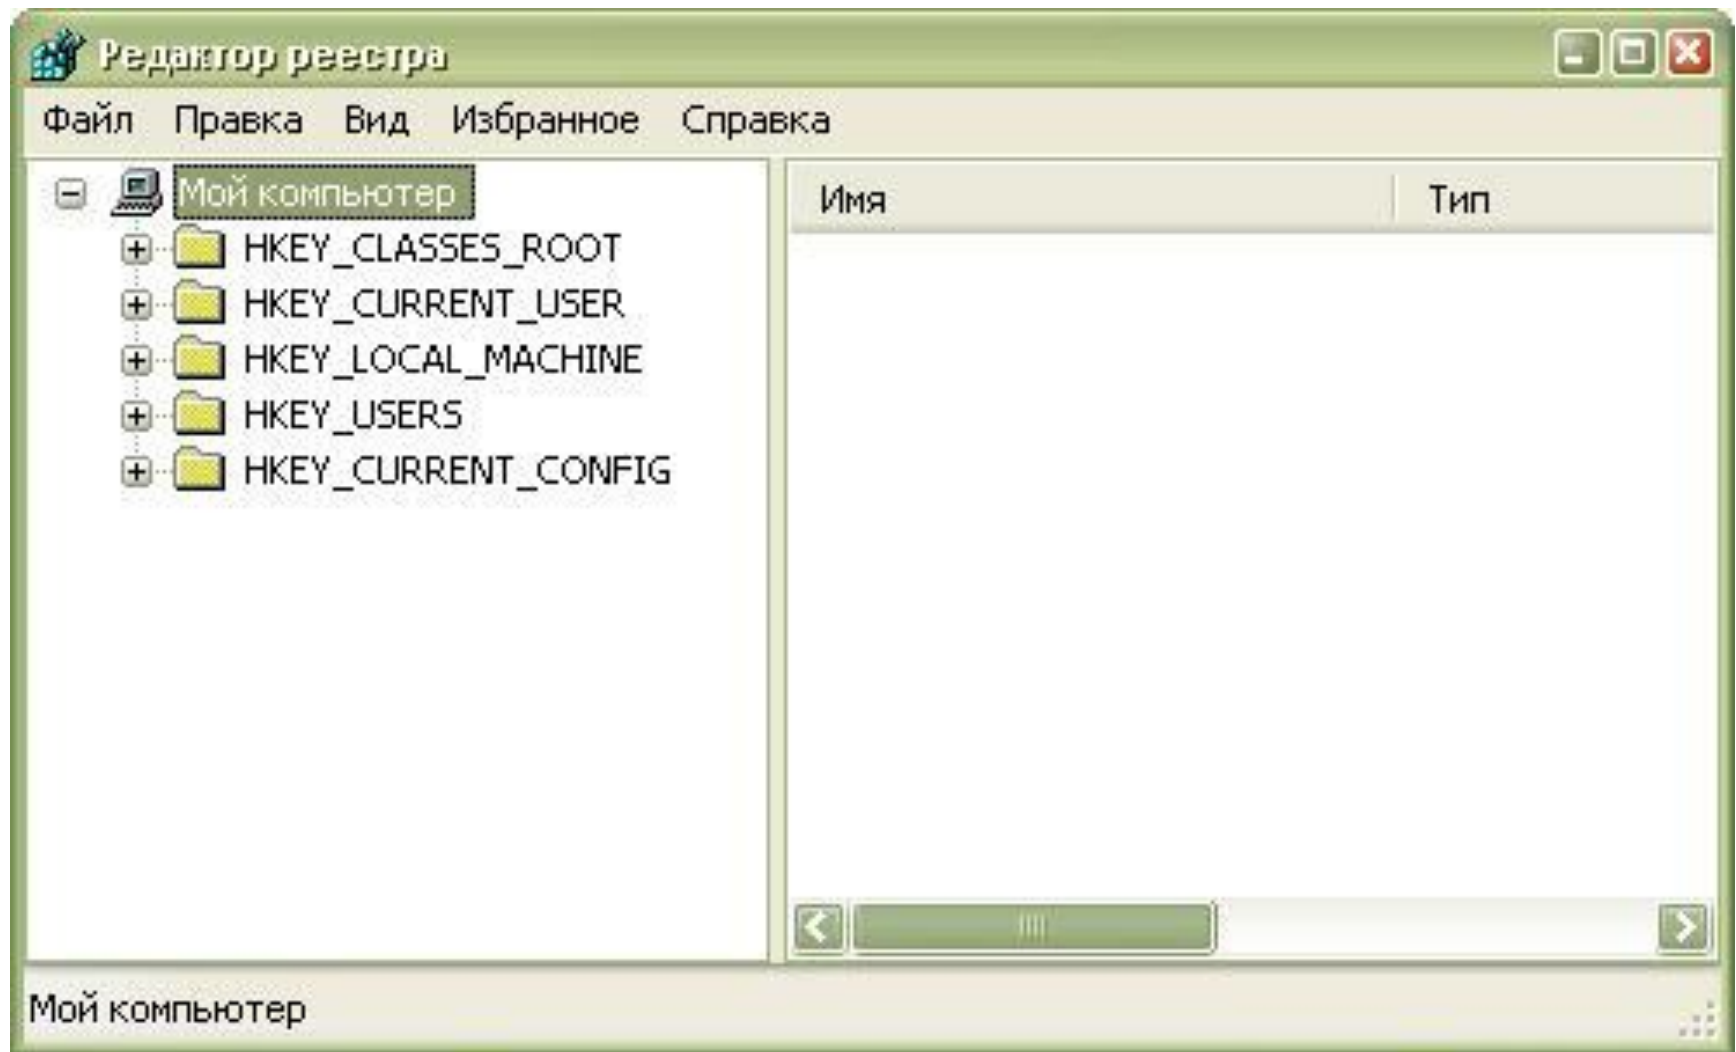 Редактор реестра
Файл Правка Вид Избранное Справка
Мой компьютер
HKEY_CLASSES_ROOT
HKEY_CURRENT_USER
HKEY_LOCAL_MACHINE
HKEY_USERS
HKEY_CURRENT_CONFIG
Имя Тип
Мой компьютер